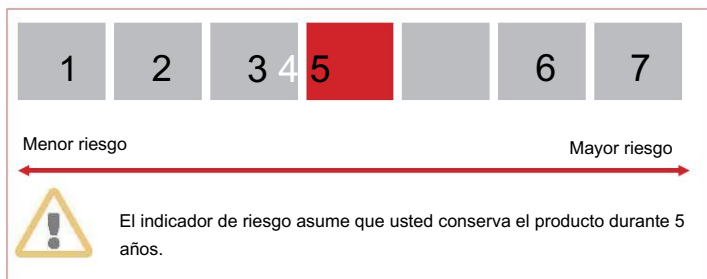 1 2 3 4 5 6 7
Menor riesgo Mayor riesgo
El indicador de riesgo asume que usted conserva el producto durante 5
años.